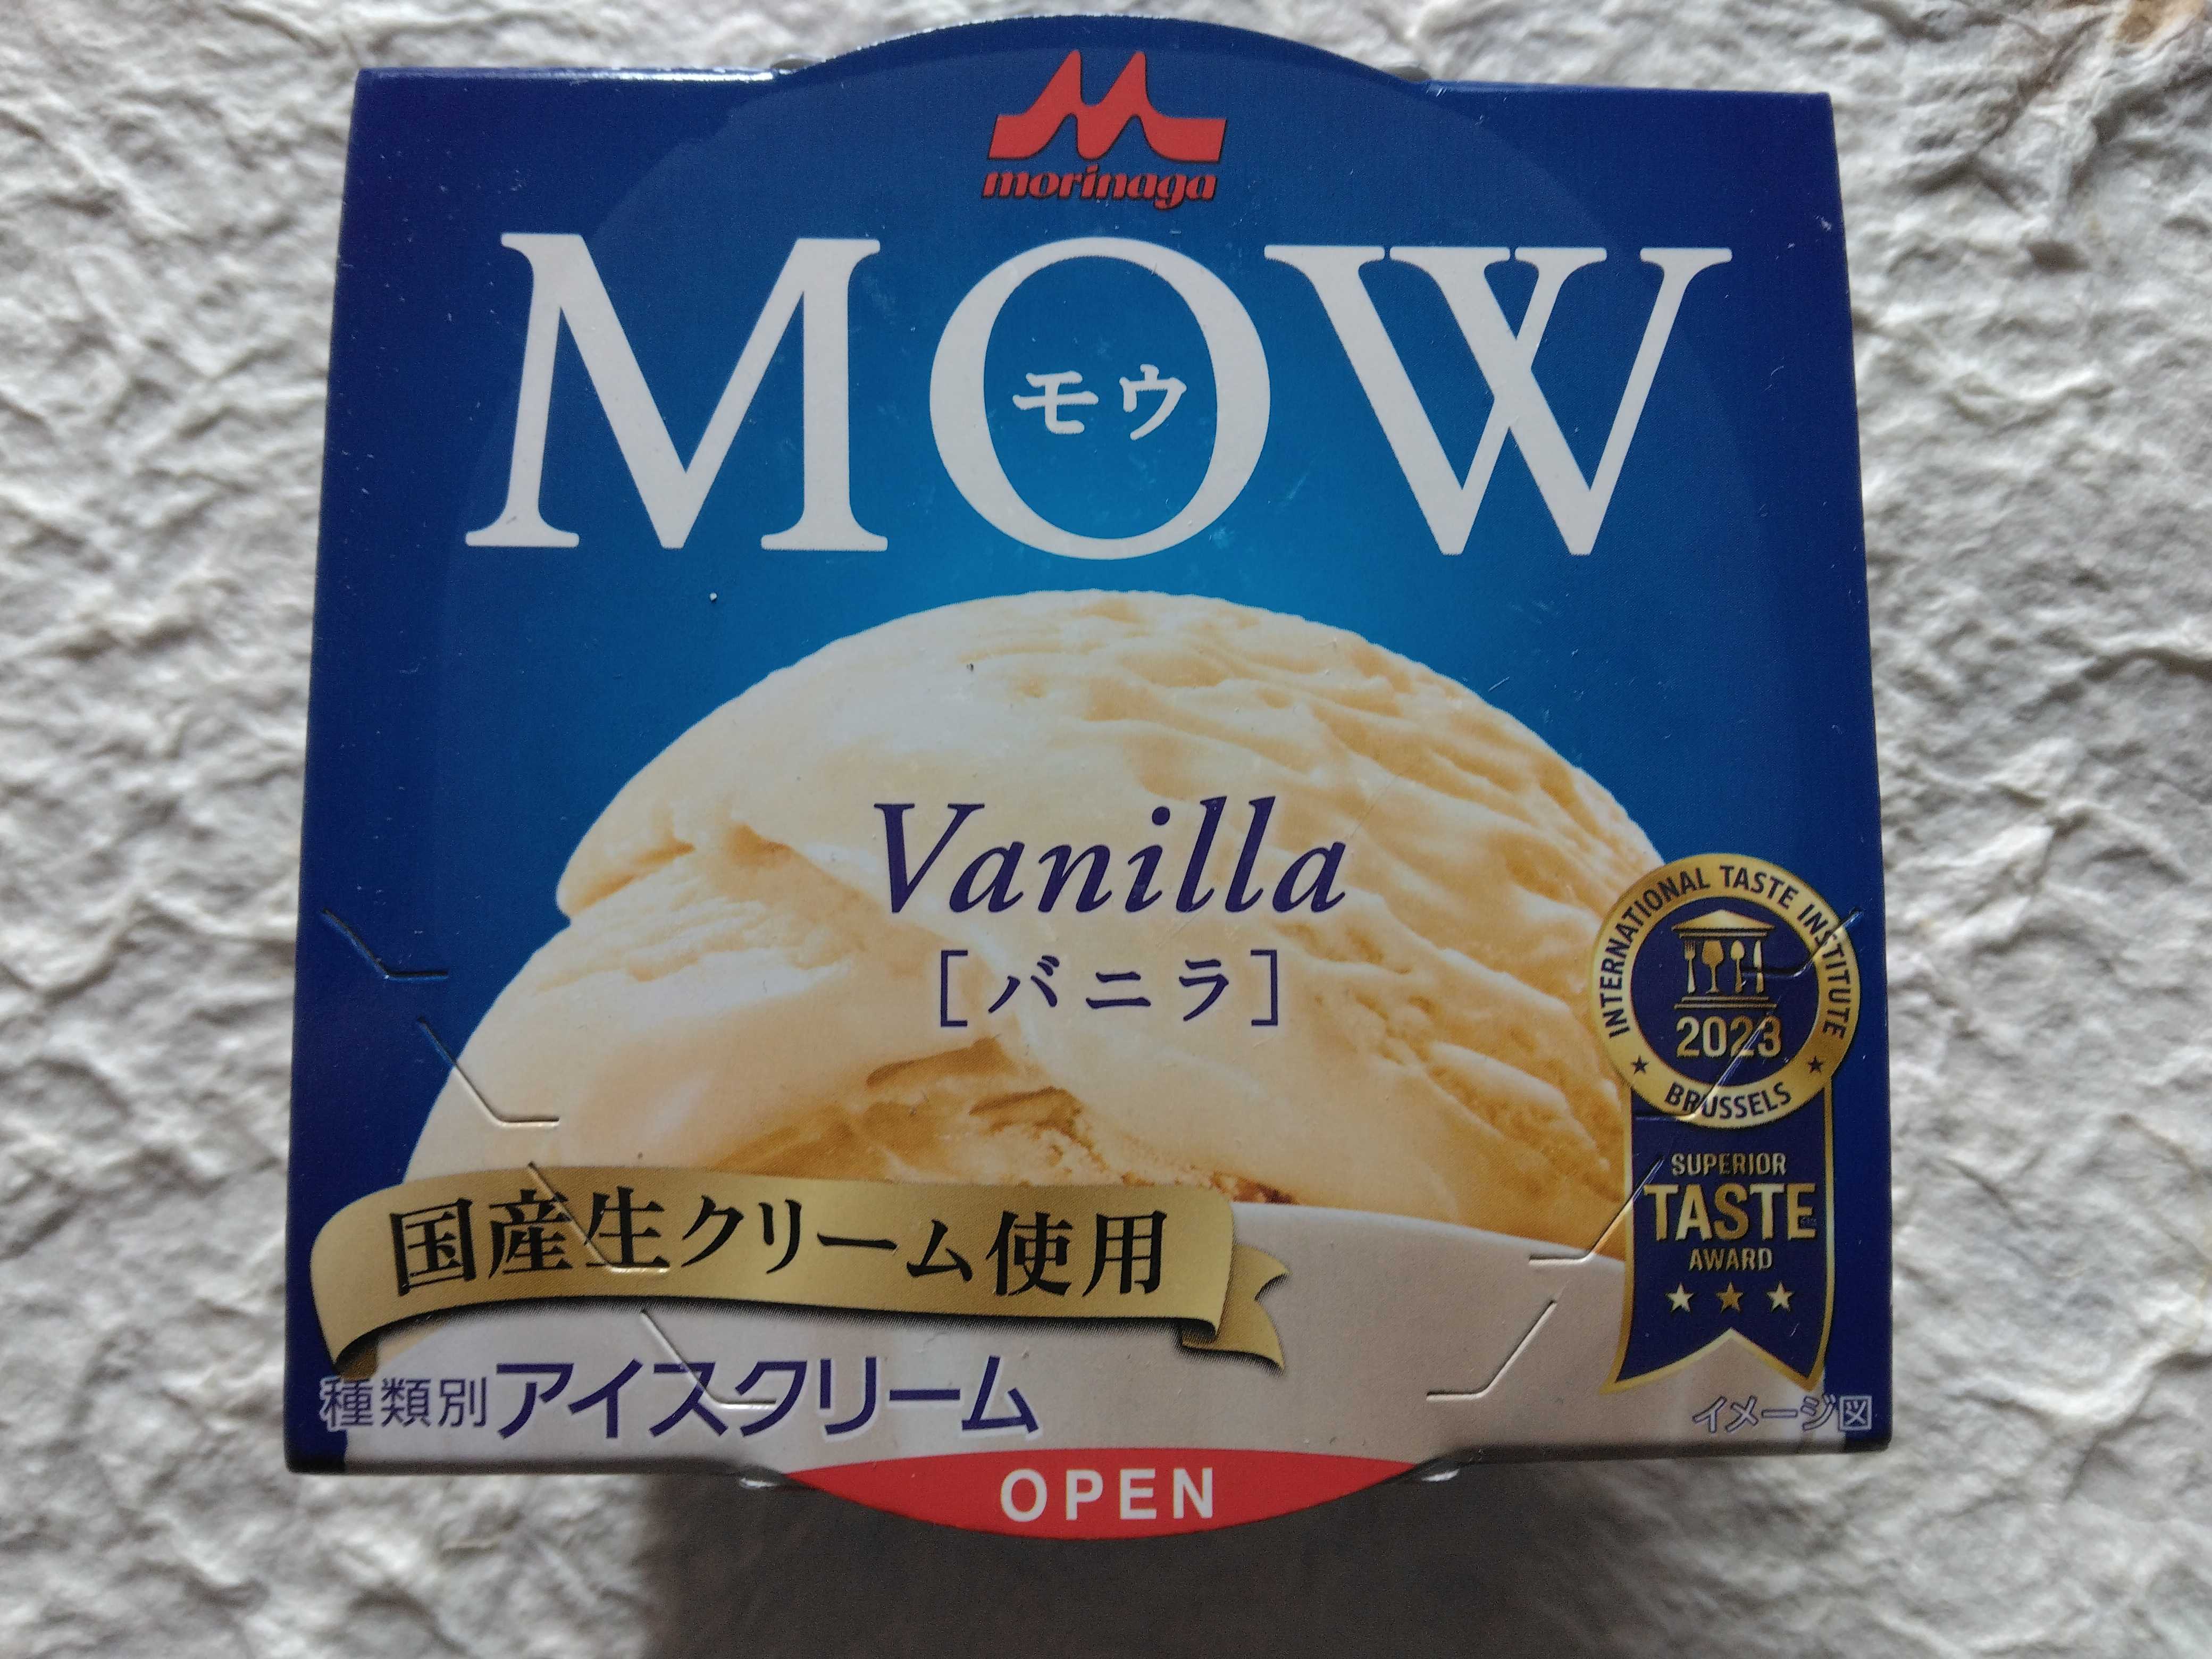 morinaga
MOW
モウ
Vanilla
[バニラ]
INTERNATIONAL TASTE INSTITUTE
2023
BRUSSELS
SUPERIOR
TASTE
AWARD
国産生クリーム使用
種類別アイスクリーム
イメージ図
OPEN